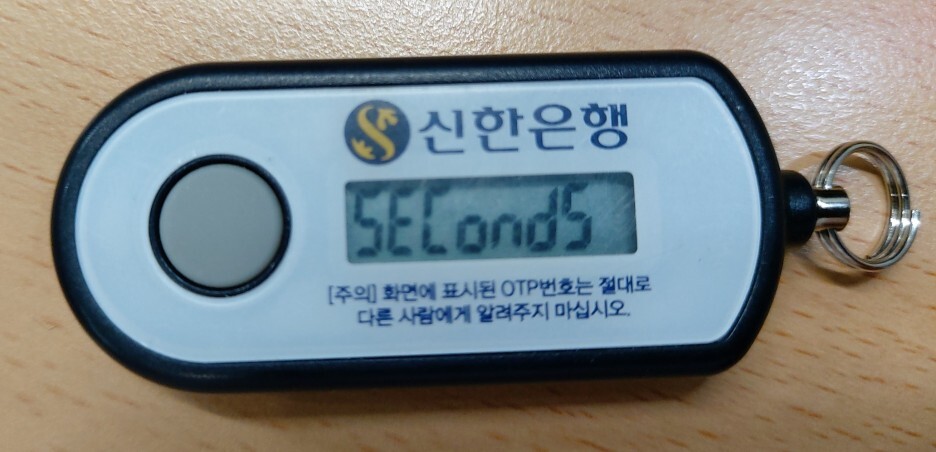 신한은행
SECondS
[주의] 화면에 표시된 OTP번호는 절대로
다른 사람에게 알려주지 마십시오.